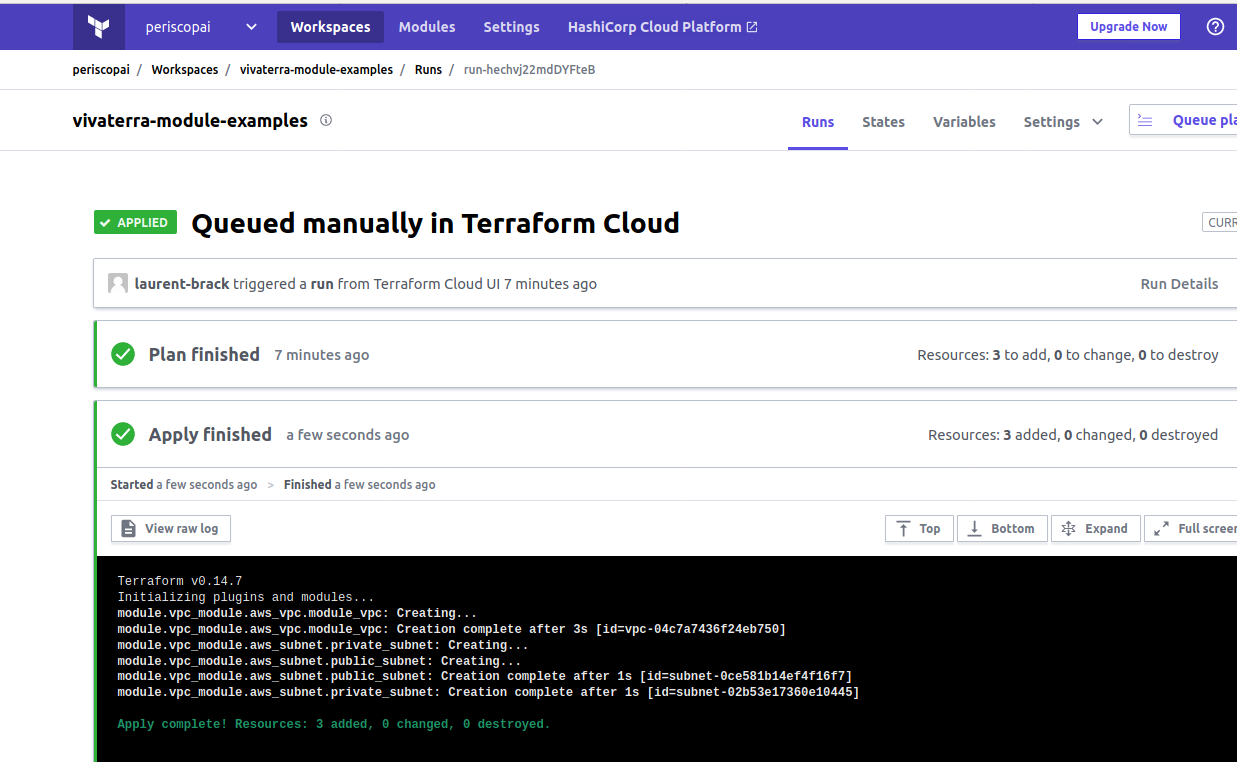 periscopai Workspaces Modules Settings HashiCorp Cloud Platform Upgrade Now
periscopai / Workspaces / vivaterra-module-examples / Runs / run-hechvj22mdDYFteB
vivaterra-module-examples Runs States Variables Settings Queue pla
APPLIED Queued manually in Terraform Cloud CURR
laurent-brack triggered a run from Terraform Cloud UI 7 minutes ago Run Details
Plan finished 7 minutes ago Resources: 3 to add, 0 to change, 0 to destroy
Apply finished a few seconds ago Resources: 3 added, 0 changed, 0 destroyed
Started a few seconds ago > Finished a few seconds ago
View raw log Top Bottom Expand Full screen
Terraform v0.14.7
Initializing plugins and modules...
module.vpc_module.aws_vpc.module_vpc: Creating...
module.vpc_module.aws_vpc.module_vpc: Creation complete after 3s [id=vpc-04c7a7436f24eb750]
module.vpc_module.aws_subnet.private_subnet: Creating...
module.vpc_module.aws_subnet.public_subnet: Creating...
module.vpc_module.aws_subnet.public_subnet: Creation complete after 1s [id=subnet-0ce581b14ef4f16f7]
module.vpc_module.aws_subnet.private_subnet: Creation complete after 1s [id=subnet-02b53e17360e10445]
Apply complete! Resources: 3 added, 0 changed, 0 destroyed.